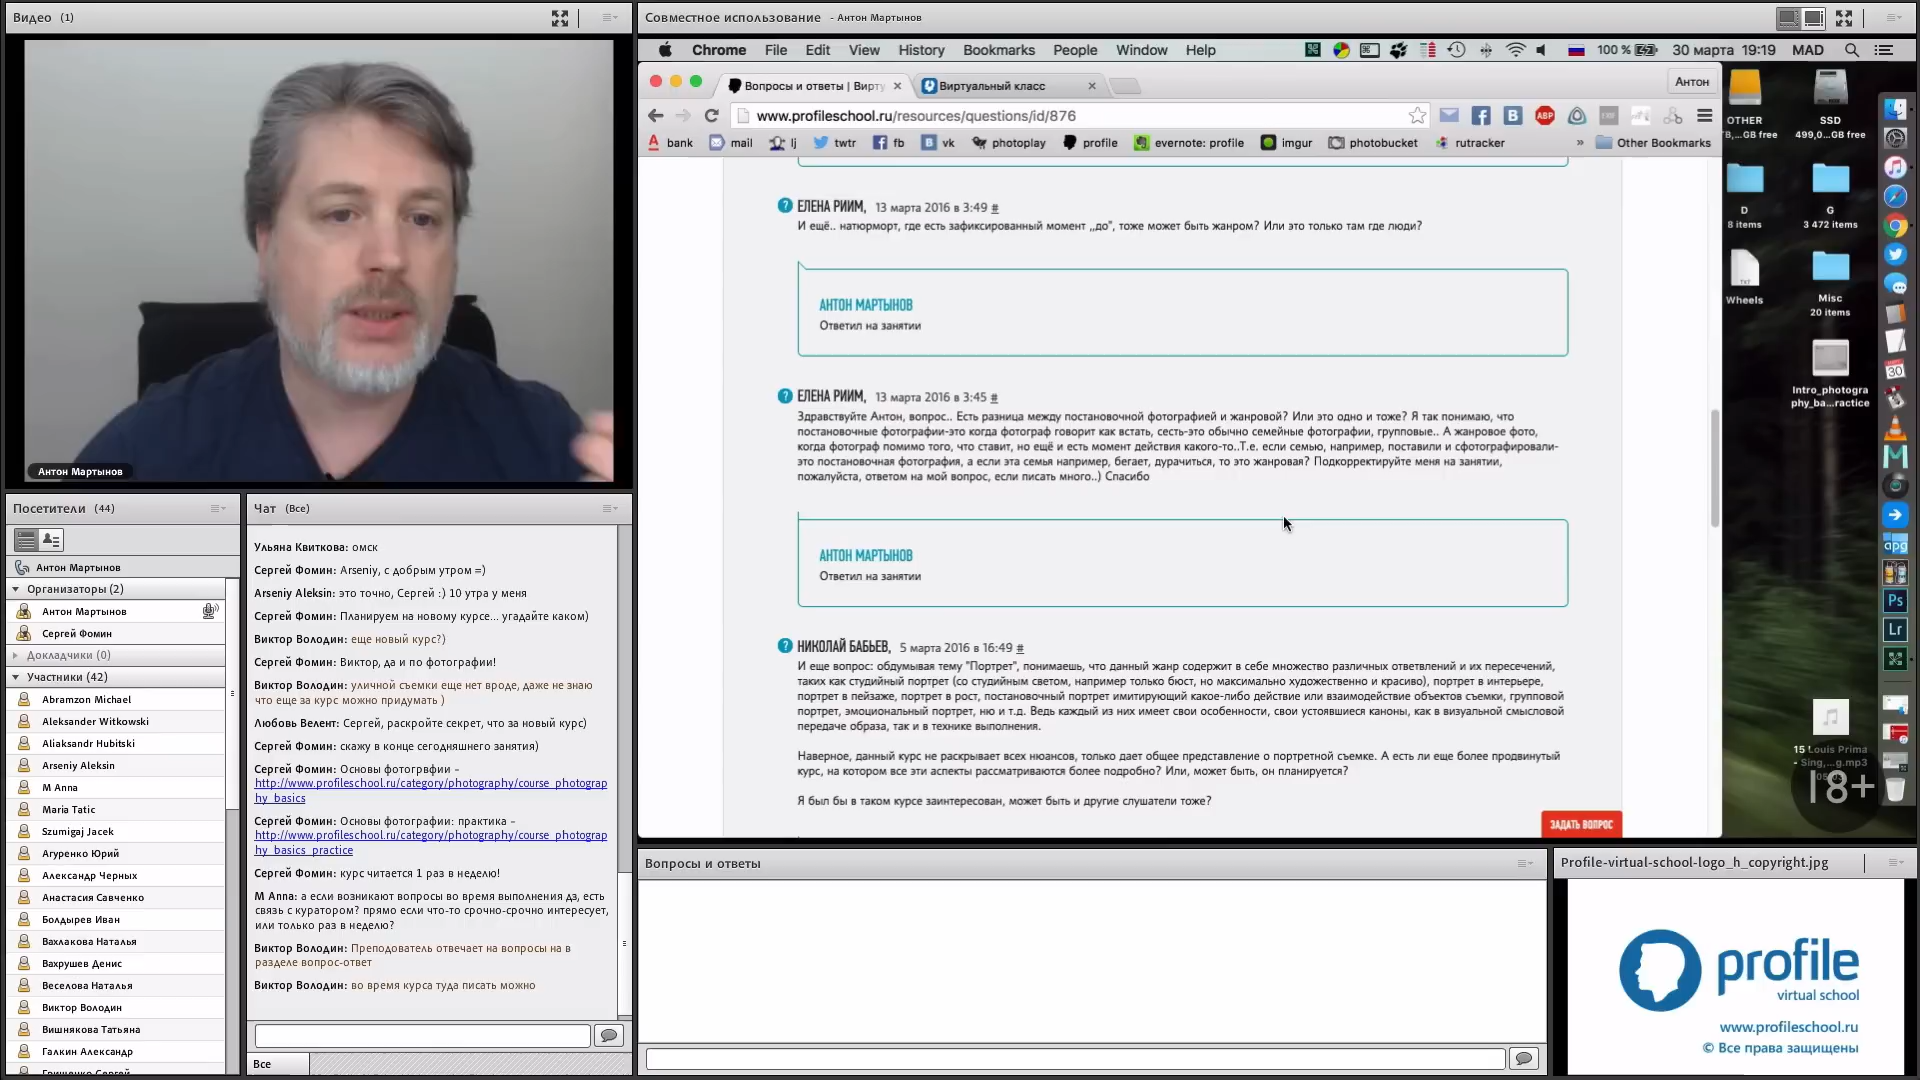 Видео (1)
Антон Мартынов
Посетители (44)
Антон Мартынов
Организаторы (2)
Антон Мартынов
Сергей Фомин
Докладчики (0)
Участники (42)
Abramzon Michael
Aleksander Witkowski
Aliaksandr Hubitski
Arseniy Aleksin
M Anna
Maria Tatic
Szumigaj Jacek
Агуренко Юрий
Александр Черных
Анастасия Савченко
Болдырев Иван
Вахлакова Наталья
Вахрушев Денис
Веселова Наталья
Виктор Володин
Вишнякова Татьяна
Галкин Александр
Грищенко Сергей
Чат (Все)
Ульяна Квиткова: омск
Сергей Фомин: Arseniy, с добрым утром =)
Arseniy Aleksin: это точно, Сергей :) 10 утра у меня
Сергей Фомин: Планируем на новому курсе... угадайте каком)
Виктор Володин: еще новый курс?)
Сергей Фомин: Виктор, да и по фотографии!
Виктор Володин: уличной съемки еще нет вроде, даже не знаю
что еще за курс можно придумать )
Любовь Велент: Сергей, раскройте секрет, что за новый курс)
Сергей Фомин: скажу в конце сегодняшнего занятия)
Сергей Фомин: Основы фотогрвфии -
http://www.profileschool.ru/category/photography/course_photograp
hy_basics
Сергей Фомин: Основы фотографии: практика -
http://www.profileschool.ru/category/photography/course_photograp
hy_basics_practice
Сергей Фомин: курс читается 1 раз в неделю!
M Anna: а если возникают вопросы во время выполнения дз, есть
связь с куратором? прямо если что-то срочно-срочно интересует,
или только раз в неделю?
Виктор Володин: Преподователь отвечает на вопросы на в
разделе вопрос-ответ
Виктор Володин: во время курса туда писать можно
Все
Совместное использование - Антон Мартынов
Chrome File Edit View History Bookmarks People Window Help
100 % 30 марта 19:19 MAD
Вопросы и ответы | Вирту
Виртуальный класс
Антон
www.profileschool.ru/resources/questions/id/876
bank mail lj twtr fb vk photoplay profile evernote: profile imgur photobucket rutracker » Other Bookmarks
ЕЛЕНА РИИМ, 13 марта 2016 в 3:49 #
И ещё.. натюрморт, где есть зафиксированный момент ,,до", тоже может быть жанром? Или это только там где люди?
АНТОН МАРТЫНОВ
Ответил на занятии
ЕЛЕНА РИИМ, 13 марта 2016 в 3:45 #
Здравствуйте Антон, вопрос.. Есть разница между постановочной фотографией и жанровой? Или это одно и тоже? Я так понимаю, что
постановочные фотографии-это когда фотограф говорит как встать, сесть-это обычно семейные фотографии, групповые.. А жанровое фото,
когда фотограф помимо того, что ставит, но ещё и есть момент действия какого-то..Т.е. если семью, например, поставили и сфотографировали-
это постановочная фотография, а если эта семья например, бегает, дурачиться, то это жанровая? Подкорректируйте меня на занятии,
пожалуйста, ответом на мой вопрос, если писать много..) Спасибо
АНТОН МАРТЫНОВ
Ответил на занятии
НИКОЛАЙ БАБЬЕВ, 5 марта 2016 в 16:49 #
И еще вопрос: обдумывая тему "Портрет", понимаешь, что данный жанр содержит в себе множество различных ответвлений и их пересечений,
таких как студийный портрет (со студийным светом, например только бюст, но максимально художественно и красиво), портрет в интерьере,
портрет в пейзаже, портрет в рост, постановочный портрет имитирующий какое-либо действие или взаимодействие объектов съемки, групповой
портрет, эмоциональный портрет, ню и т.д. Ведь каждый из них имеет свои особенности, свои устоявшиеся каноны, как в визуальной смысловой
передаче образа, так и в технике выполнения.
Наверное, данный курс не раскрывает всех нюансов, только дает общее представление о портретной съемке. А есть ли еще более продвинутый
курс, на котором все эти аспекты рассматриваются более подробно? Или, может быть, он планируется?
Я был бы в таком курсе заинтересован, может быть и другие слушатели тоже?
ЗАДАТЬ ВОПРОС
OTHER
GB free
SSD
499,0...GB free
D
8 items
G
3 472 items
Wheels
Misc
20 items
Intro_photogra
phy_ba...ractice
15 Louis Prima
- Sing,...g.mp3
18+
30
apg
Ps
Lr
Вопросы и ответы
Profile-virtual-school-logo_h_copyright.jpg
profile
virtual school
www.profileschool.ru
© Все права защищены